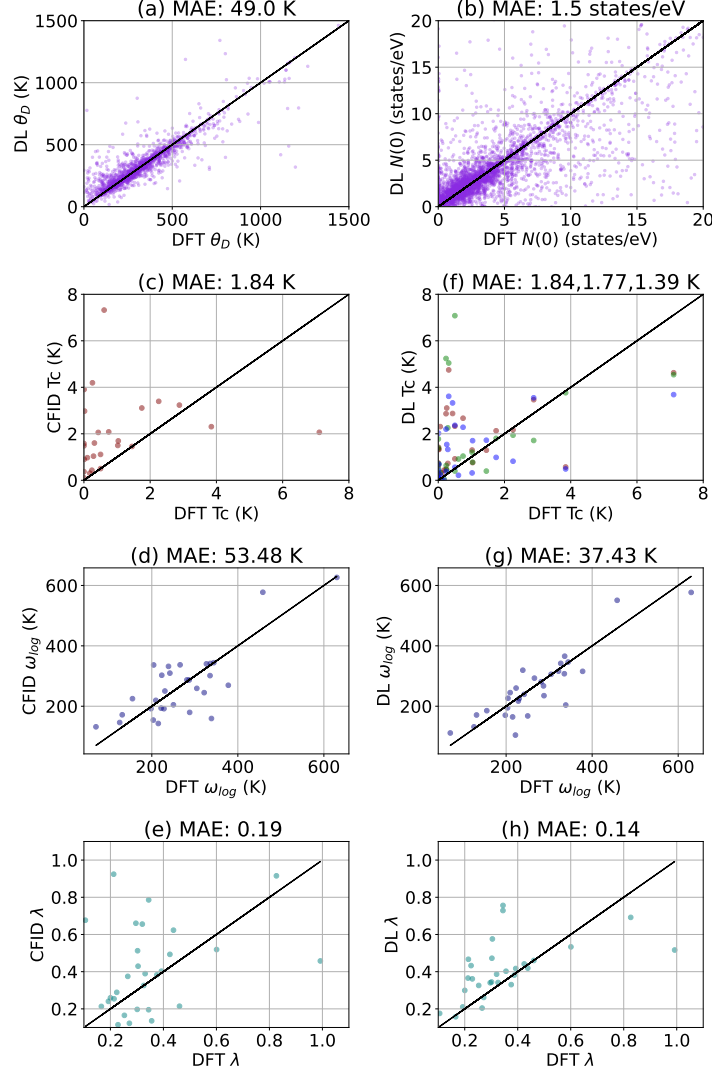 (a) MAE: 49.0 K
DL θ_D (K)
1500
1000
500
0
0 500 1000 1500
DFT θ_D (K)
(b) MAE: 1.5 states/eV
DL N(0) (states/eV)
20
15
10
5
0
0 5 10 15 20
DFT N(0) (states/eV)
(c) MAE: 1.84 K
CFID Tc (K)
8
6
4
2
0
0 2 4 6 8
DFT Tc (K)
(f) MAE: 1.84,1.77,1.39 K
DL Tc (K)
8
6
4
2
0
0 2 4 6 8
DFT Tc (K)
(d) MAE: 53.48 K
CFID ω_log (K)
600
400
200
200 400 600
DFT ω_log (K)
(g) MAE: 37.43 K
DL ω_log (K)
600
400
200
200 400 600
DFT ω_log (K)
(e) MAE: 0.19
CFID λ
1.0
0.8
0.6
0.4
0.2
0.2 0.4 0.6 0.8 1.0
DFT λ
(h) MAE: 0.14
DL λ
1.0
0.8
0.6
0.4
0.2
0.2 0.4 0.6 0.8 1.0
DFT λ